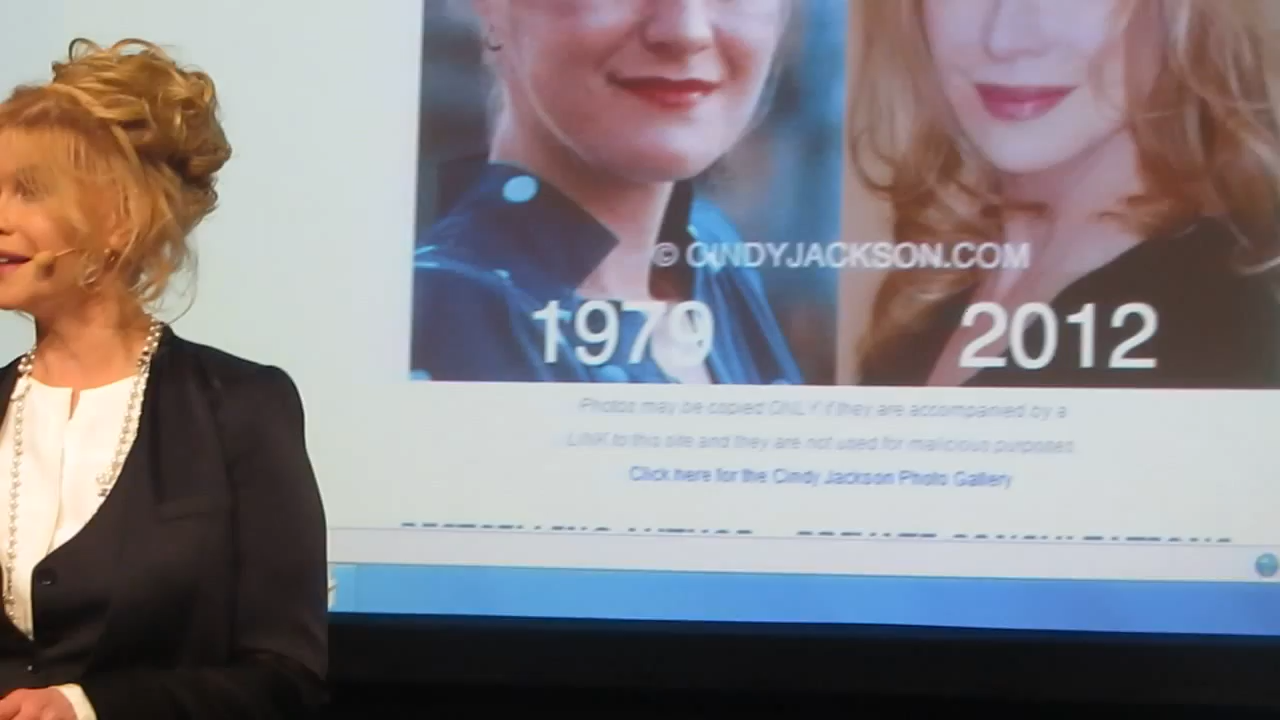 © CINDYJACKSON.COM
1979 2012
Photos may be copied ONLY if they are accompanied by a
LINK to this site and they are not used for malicious purposes.
Click here for the Cindy Jackson Photo Gallery